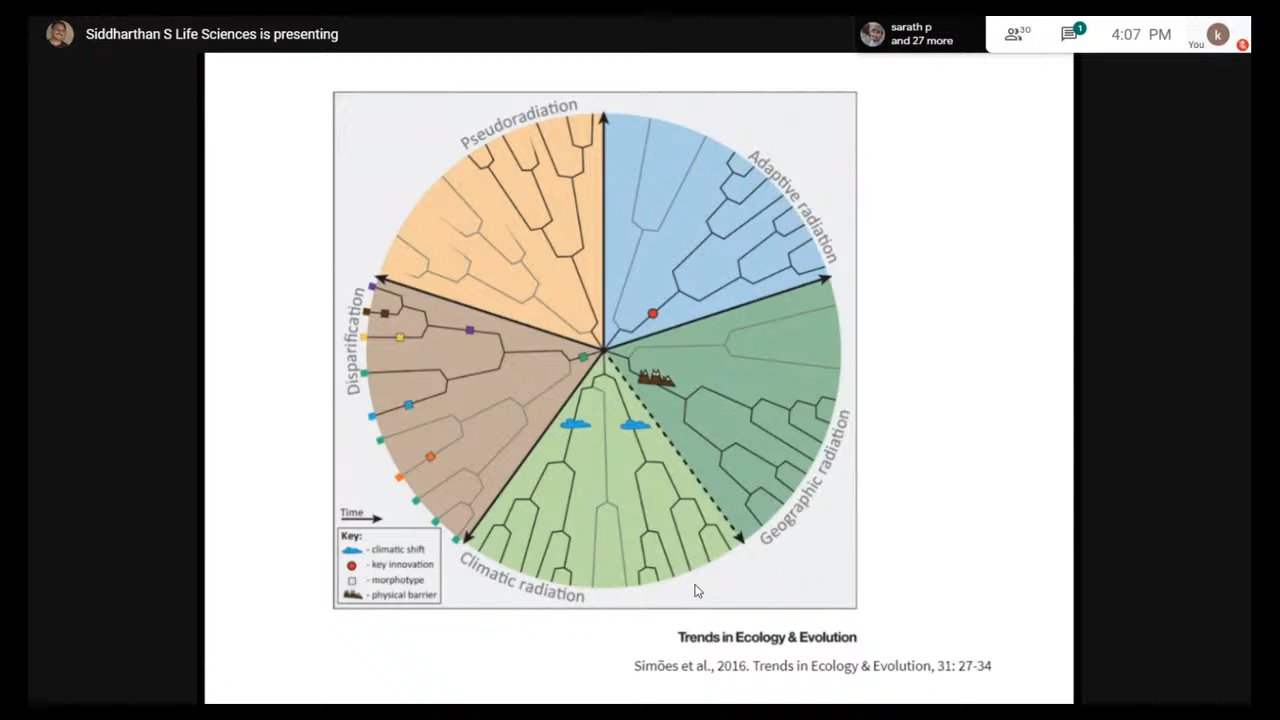 Siddharthan S Life Sciences is presenting
sarath p
and 27 more
30
1
4:07 PM
You
k
Pseudoradiation
Adaptive radiation
Disparification
Geographic radiation
Climatic radiation
Time
Key:
- climatic shift
- key innovation
- morphotype
- physical barrier
Trends in Ecology & Evolution
Simões et al., 2016. Trends in Ecology & Evolution, 31: 27-34